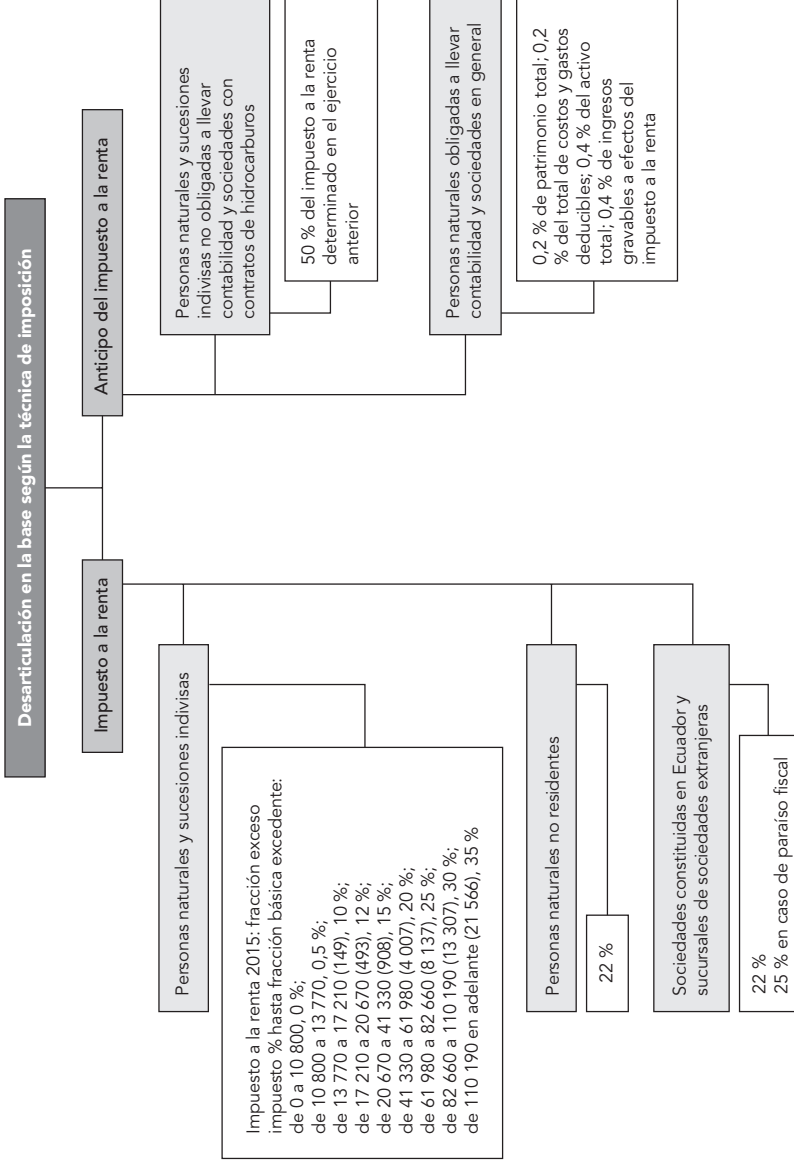 Desarticulación en la base según la técnica de imposición
Impuesto a la renta
Personas naturales y sucesiones indivisas
Impuesto a la renta 2015: fracción exceso
impuesto % hasta fracción básica excedente:
de 0 a 10 800, 0 %;
de 10 800 a 13 770, 0,5 %;
de 13 770 a 17 210 (149), 10 %;
de 17 210 a 20 670 (493), 12 %;
de 20 670 a 41 330 (908), 15 %;
de 41 330 a 61 980 (4 007), 20 %;
de 61 980 a 82 660 (8 137), 25 %;
de 82 660 a 110 190 (13 307), 30 %;
de 110 190 en adelante (21 566), 35 %
Personas naturales no residentes
22 %
Sociedades constituidas en Ecuador y
sucursales de sociedades extranjeras
22 %
25 % en caso de paraíso fiscal
Anticipo del impuesto a la renta
Personas naturales y sucesiones
indivisas no obligadas a llevar
contabilidad y sociedades con
contratos de hidrocarburos
50 % del impuesto a la renta
determinado en el ejercicio
anterior
Personas naturales obligadas a llevar
contabilidad y sociedades en general
0,2 % de patrimonio total; 0,2
% del total de costos y gastos
deducibles; 0,4 % del activo
total; 0,4 % de ingresos
gravables a efectos del
impuesto a la renta